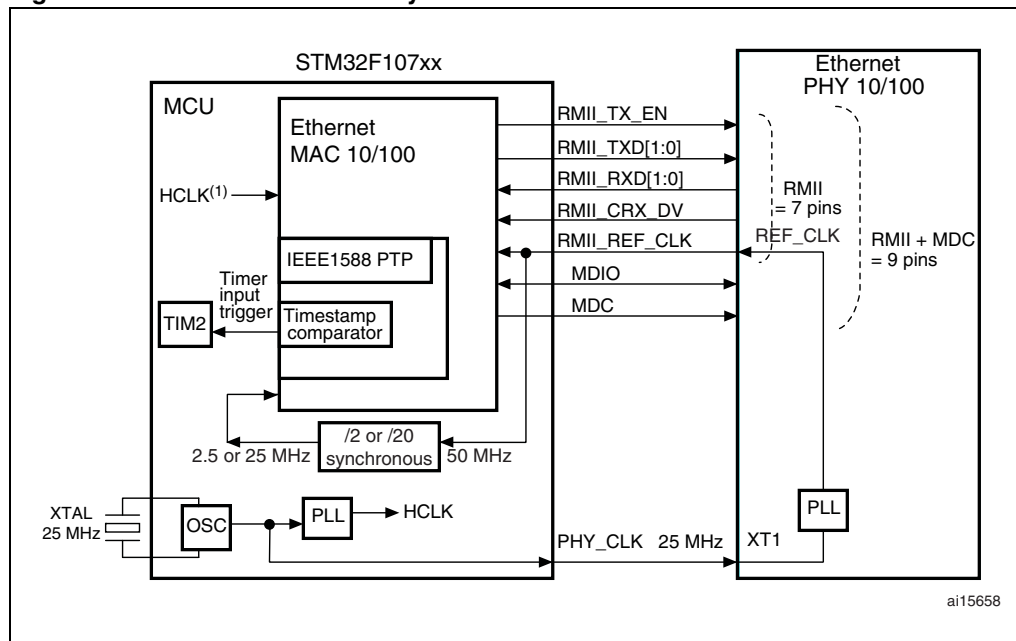 STM32F107xx
MCU
Ethernet
MAC 10/100
HCLK(1)
IEEE1588 PTP
Timer
input
trigger
Timestamp
comparator
TIM2
/2 or /20
synchronous
2.5 or 25 MHz
50 MHz
XTAL
25 MHz
OSC
PLL
HCLK
RMII_TX_EN
RMII_TXD[1:0]
RMII_RXD[1:0]
RMII_CRX_DV
RMII_REF_CLK
MDIO
MDC
PHY_CLK 25 MHz
Ethernet
PHY 10/100
RMII
= 7 pins
REF_CLK
RMII + MDC
= 9 pins
PLL
XT1
ai15658